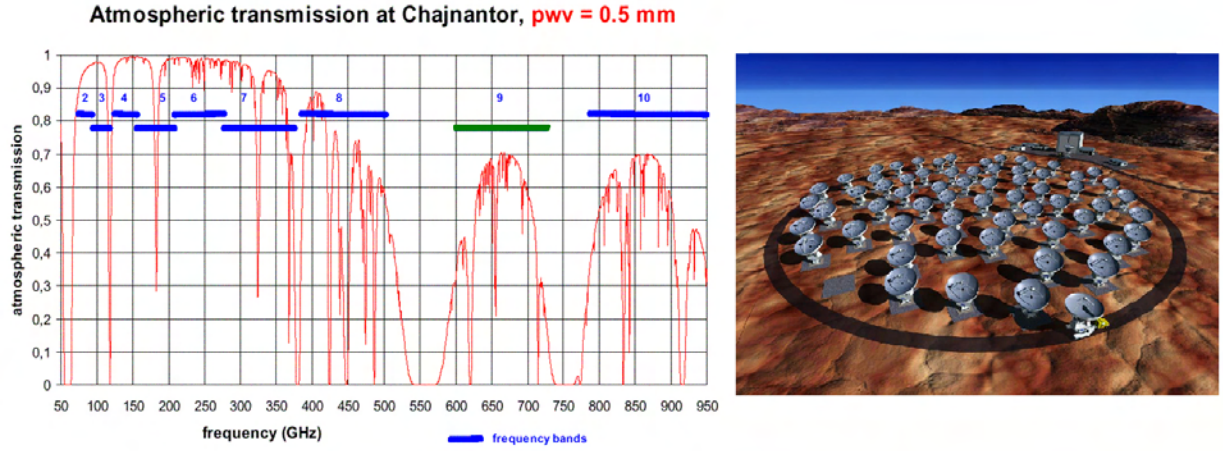 Atmospheric transmission at Chajnantor, pwv = 0.5 mm
atmospheric transmission
1
0,9
0,8
0,7
0,6
0,5
0,4
0,3
0,2
0,1
0
2 3 4 5 6 7 8 9 10
50 100 150 200 250 300 350 400 450 500 550 600 650 700 750 800 850 900 950
frequency (GHz)
frequency bands